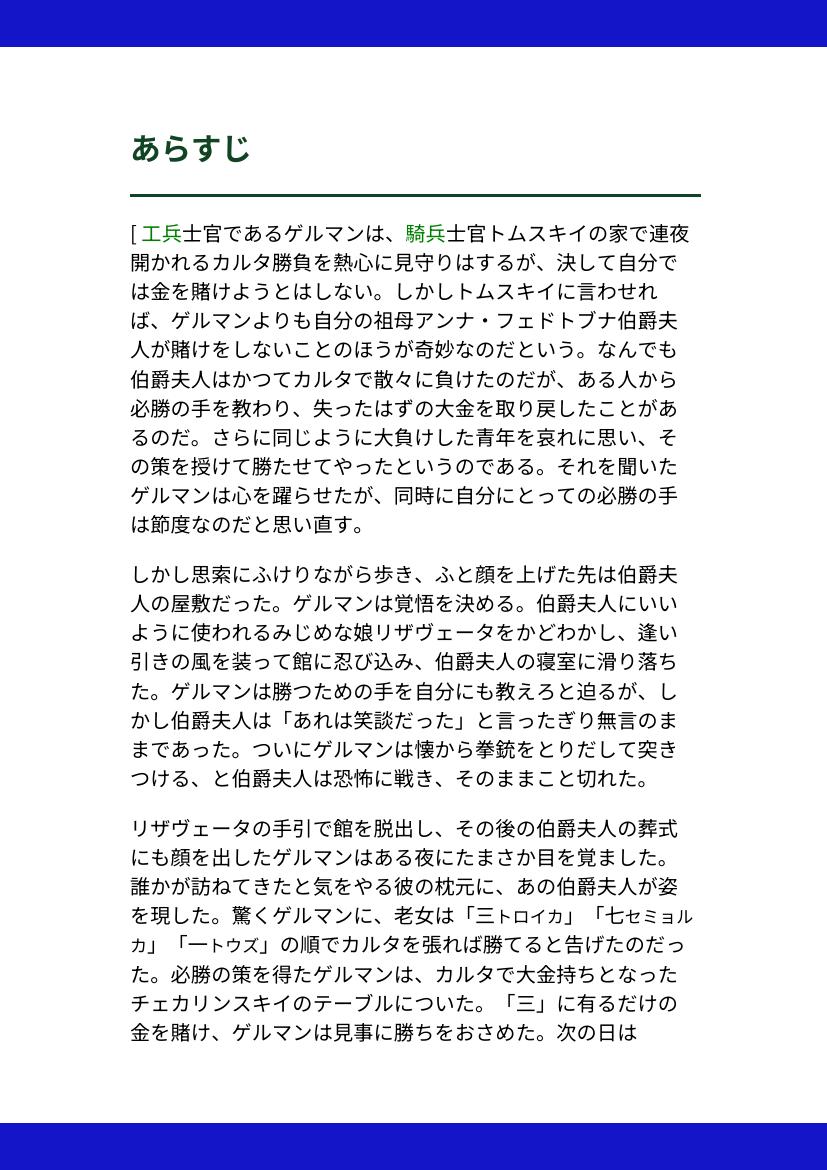 あらすじ
[ 工兵士官であるゲルマンは、騎兵士官トムスキイの家で連夜
開かれるカルタ勝負を熱心に見守りはするが、決して自分で
は金を賭けようとはしない。しかしトムスキイに言わせれ
ば、ゲルマンよりも自分の祖母アンナ・フェドトブナ伯爵夫
人が賭けをしないことのほうが奇妙なのだという。なんでも
伯爵夫人はかつてカルタで散々に負けたのだが、ある人から
必勝の手を教わり、失ったはずの大金を取り戻したことがあ
るのだ。さらに同じように大負けした青年を哀れに思い、そ
の策を授けて勝たせてやったというのである。それを聞いた
ゲルマンは心を躍らせたが、同時に自分にとっての必勝の手
は節度なのだと思い直す。
しかし思索にふけりながら歩き、ふと顔を上げた先は伯爵夫
人の屋敷だった。ゲルマンは覚悟を決める。伯爵夫人にいい
ように使われるみじめな娘リザヴェータをかどわかし、逢い
引きの風を装って館に忍び込み、伯爵夫人の寝室に滑り落ち
た。ゲルマンは勝つための手を自分にも教えろと迫るが、し
かし伯爵夫人は「あれは笑談だった」と言ったぎり無言のま
まであった。ついにゲルマンは懐から拳銃をとりだして突き
つける、と伯爵夫人は恐怖に戦き、そのままこと切れた。
リザヴェータの手引で館を脱出し、その後の伯爵夫人の葬式
にも顔を出したゲルマンはある夜にたまさか目を覚ました。
誰かが訪ねてきたと気をやる彼の枕元に、あの伯爵夫人が姿
を現した。驚くゲルマンに、老女は「三トロイカ」「七セミョル
カ」「一トウズ」の順でカルタを張れば勝てると告げたのだっ
た。必勝の策を得たゲルマンは、カルタで大金持ちとなった
チェカリンスキイのテーブルについた。「三」に有るだけの
金を賭け、ゲルマンは見事に勝ちをおさめた。次の日は